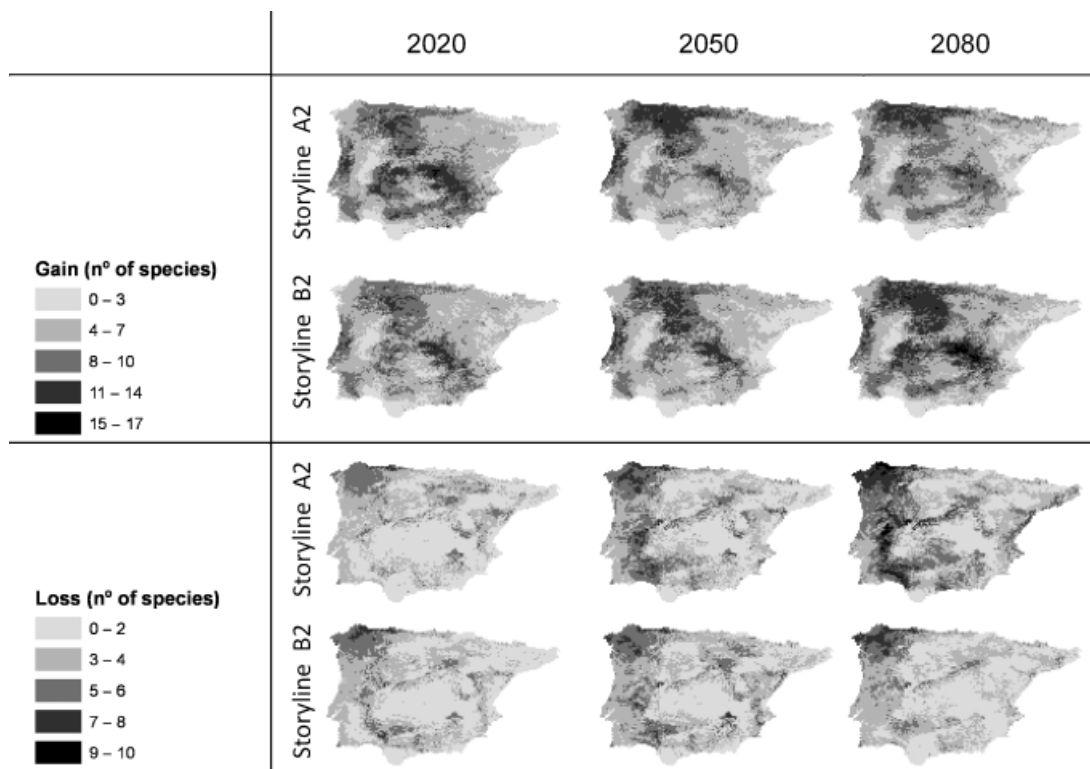 2020 2050 2080
Storyline A2
Gain (nº of species)
0 – 3
4 – 7
8 – 10
11 – 14
15 – 17
Storyline B2
Storyline A2
Loss (nº of species)
0 – 2
3 – 4
5 – 6
7 – 8
9 – 10
Storyline B2